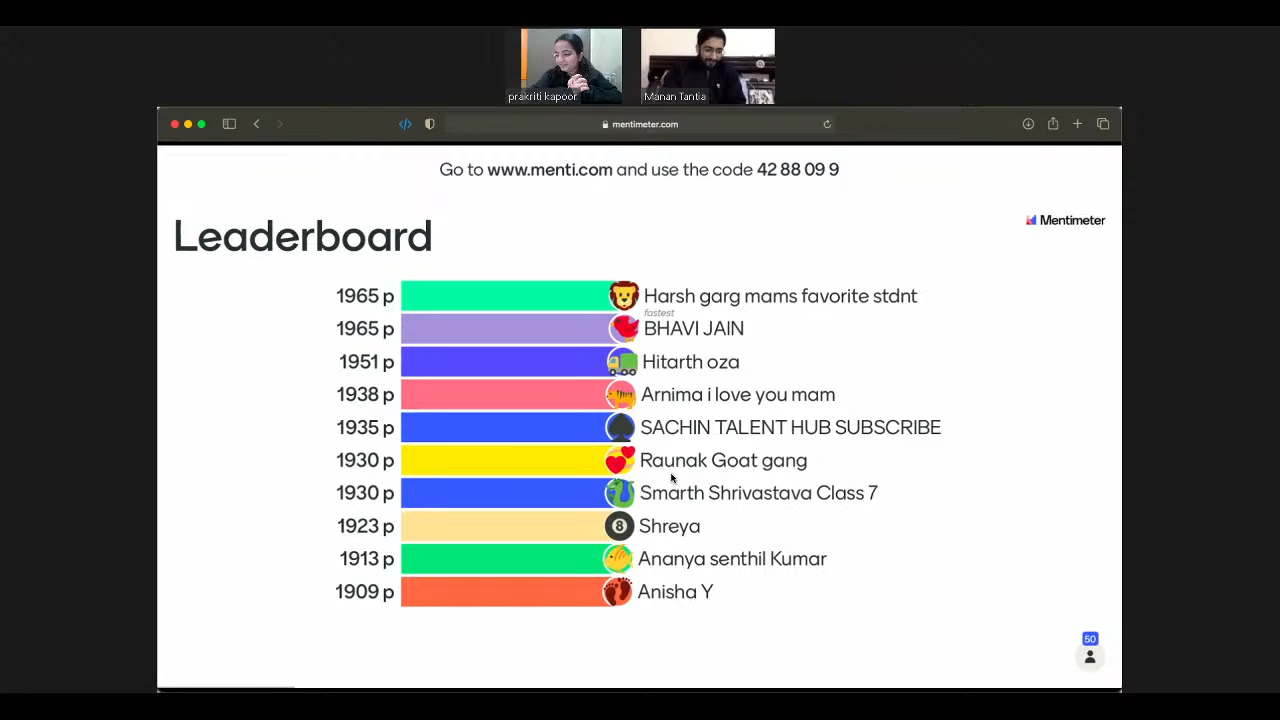 prakriti kapoor
Manan Tantia
mentimeter.com
Go to www.menti.com and use the code 42 88 09 9
Leaderboard
Mentimeter
1965 p Harsh garg mams favorite stdnt
fastest
1965 p BHAVI JAIN
1951 p Hitarth oza
1938 p Arnima i love you mam
1935 p SACHIN TALENT HUB SUBSCRIBE
1930 p Raunak Goat gang
1930 p Smarth Shrivastava Class 7
1923 p 8 Shreya
1913 p Ananya senthil Kumar
1909 p Anisha Y
50